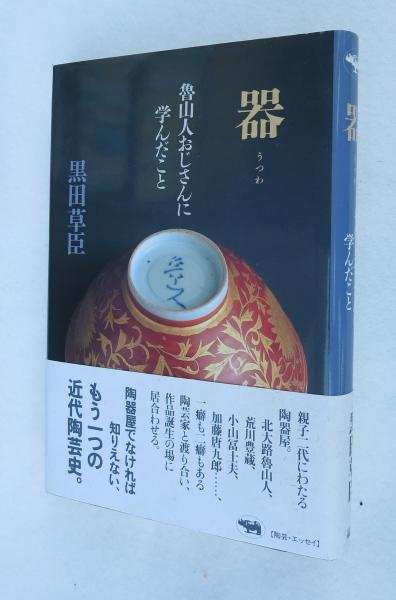 器
うつわ
魯山人おじさんに
学んだこと
黒田草臣
親子二代にわたる
陶器屋。
北大路魯山人、
荒川豊蔵、
小山冨士夫、
加藤唐九郎……、
一癖も二癖もある
陶芸家と渡り合い、
作品誕生の場に
居合わせる。
陶器屋でなければ
知りえない、
もう一つの
近代陶芸史。
【陶芸・エッセイ】
器
学んだこと